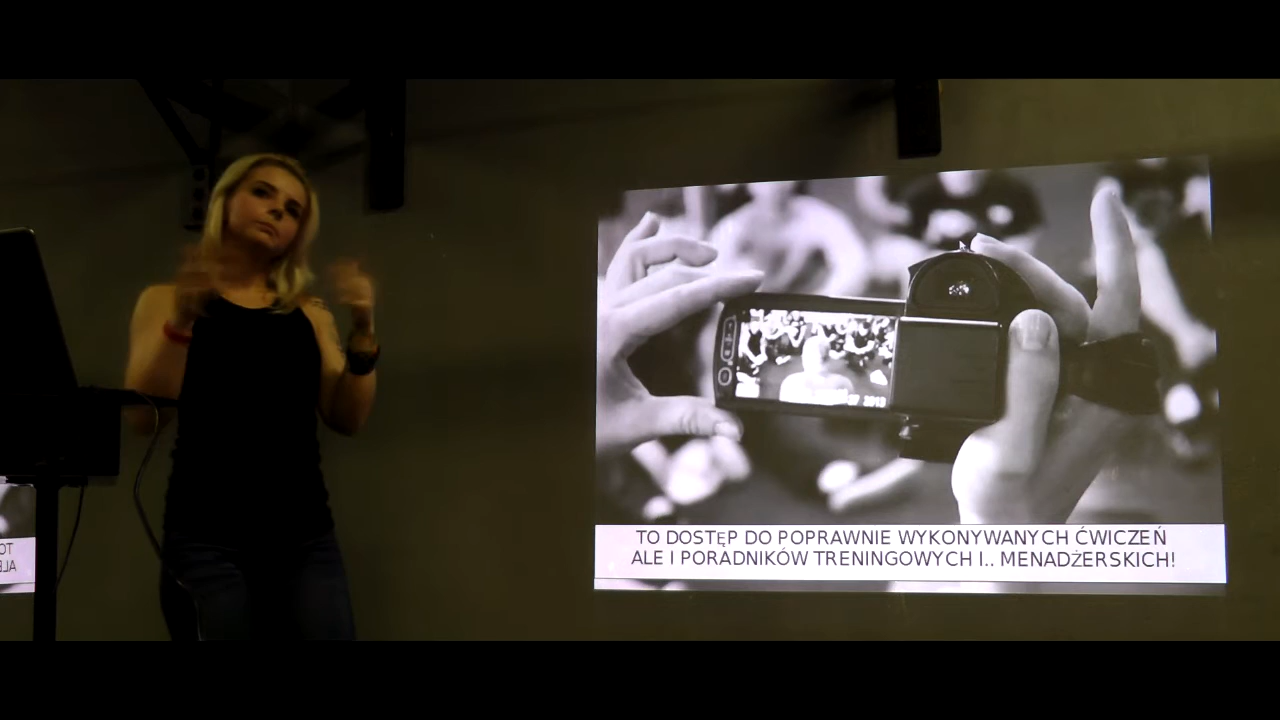 TO DOSTĘP DO POPRAWNIE WYKONYWANYCH ĆWICZEŃ
ALE I PORADNIKÓW TRENINGOWYCH I.. MENADŻERSKICH!